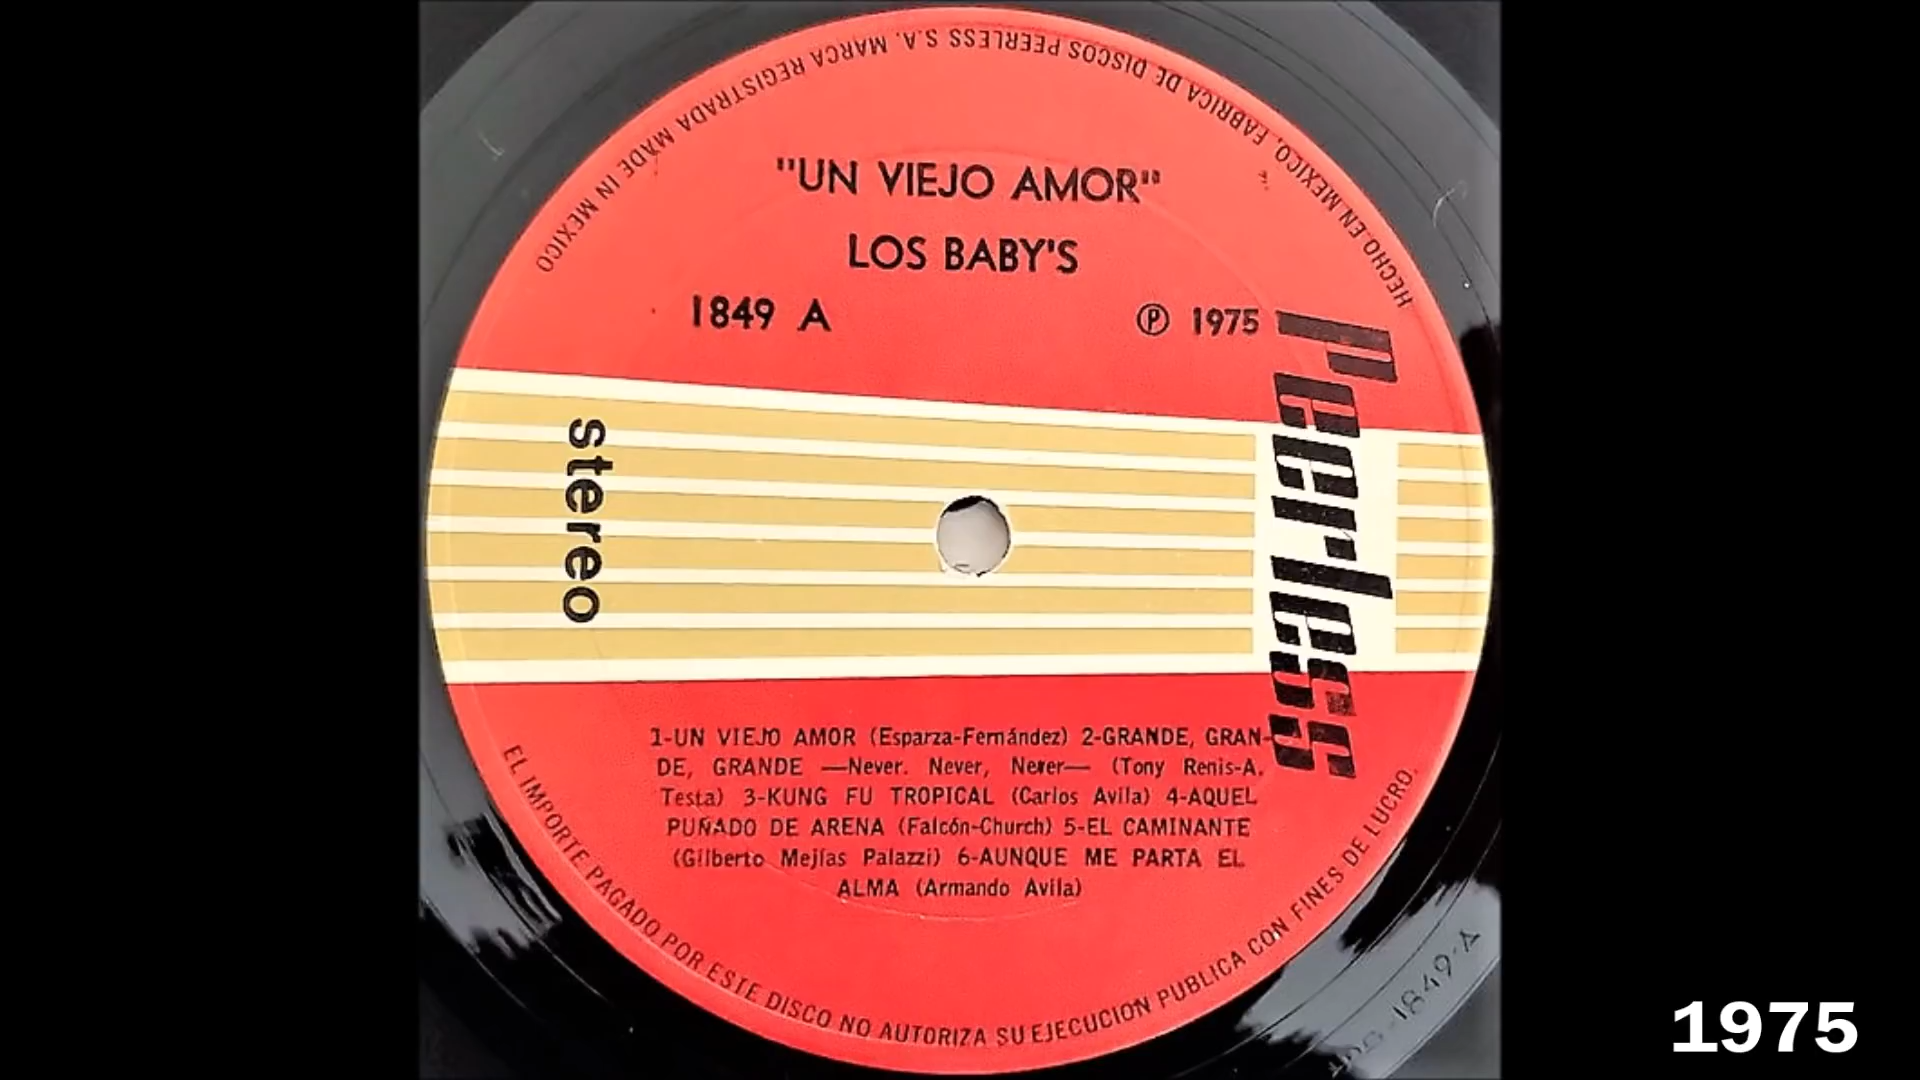 HECHO EN MEXICO, FABRICA DE DISCOS PEERLESS S.A. MARCA REGISTRADA MADE IN MEXICO
"UN VIEJO AMOR"
LOS BABY'S
1849 A
Ⓟ 1975
Peerless
stereo
1-UN VIEJO AMOR (Esparza-Fernández) 2-GRANDE, GRAN-
DE, GRANDE —Never. Never, Never— (Tony Renis-A.
Testa) 3-KUNG FU TROPICAL (Carlos Avila) 4-AQUEL
PUÑADO DE ARENA (Falcón-Church) 5-EL CAMINANTE
(Gilberto Mejías Palazzi) 6-AUNQUE ME PARTA EL
ALMA (Armando Avila)
EL IMPORTE PAGADO POR ESTE DISCO NO AUTORIZA SU EJECUCION PUBLICA CON FINES DE LUCRO.
1849-A
1975